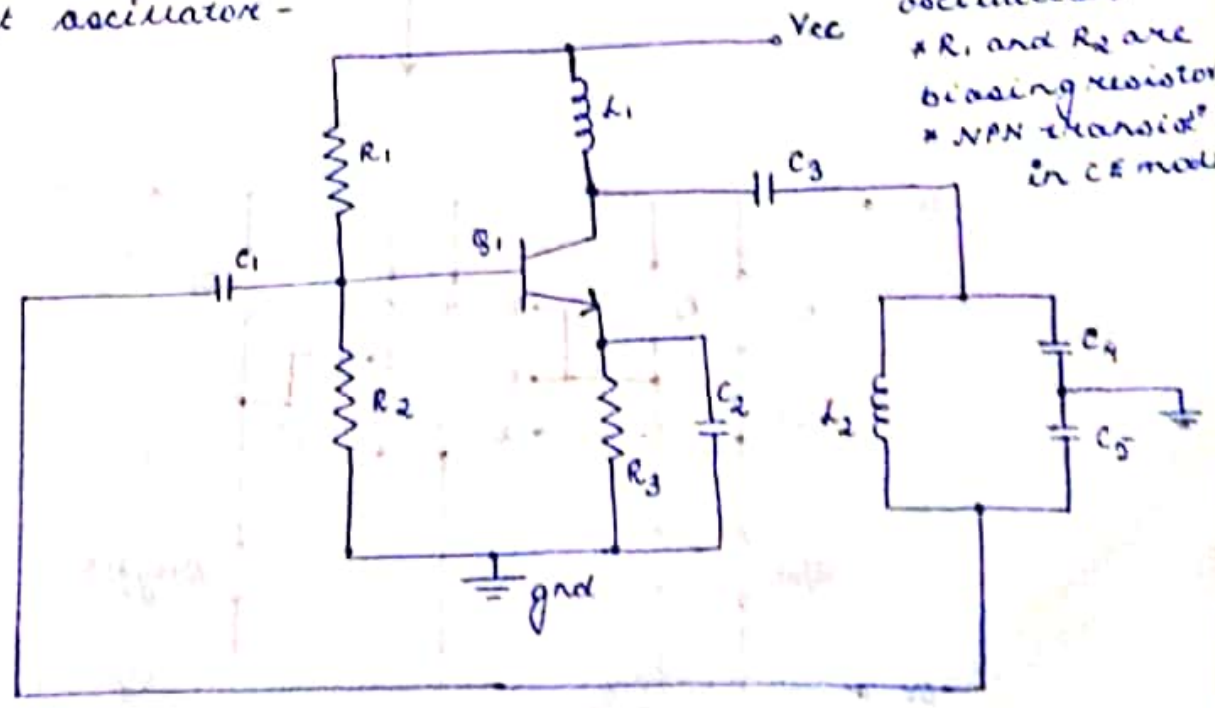 t oscillator-
* R1 and R2 are
biasing resistor
* NPN transist
in CE mod
Vcc
L1
R1
C3
Q1
C1
R2
C2
R3
L2
C4
C5
gnd